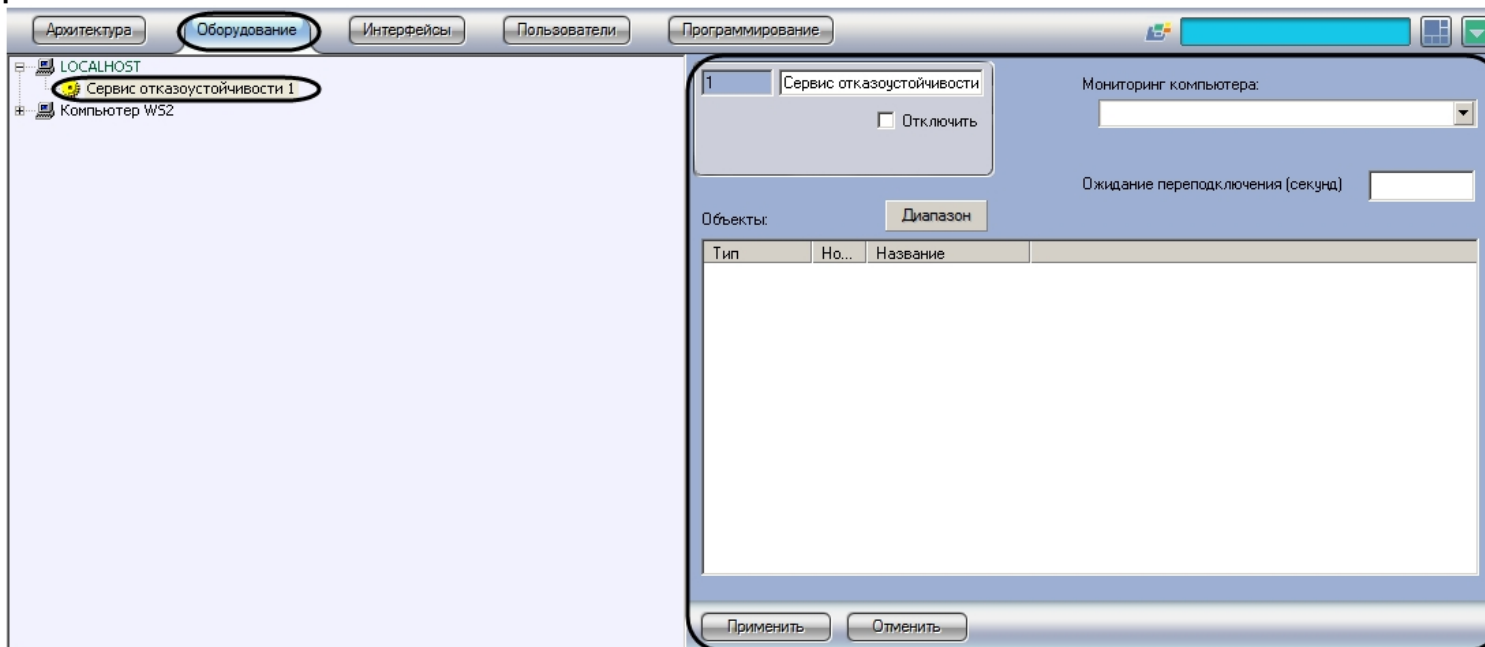 Архитектура Оборудование Интерфейсы Пользователи Программирование
LOCALHOST
Сервис отказоустойчивости 1
Компьютер WS2
1 Сервис отказоустойчивости
Отключить
Мониторинг компьютера:
Ожидание переподключения (секунд)
Объекты: Диапазон
Тип Но... Название
Применить Отменить